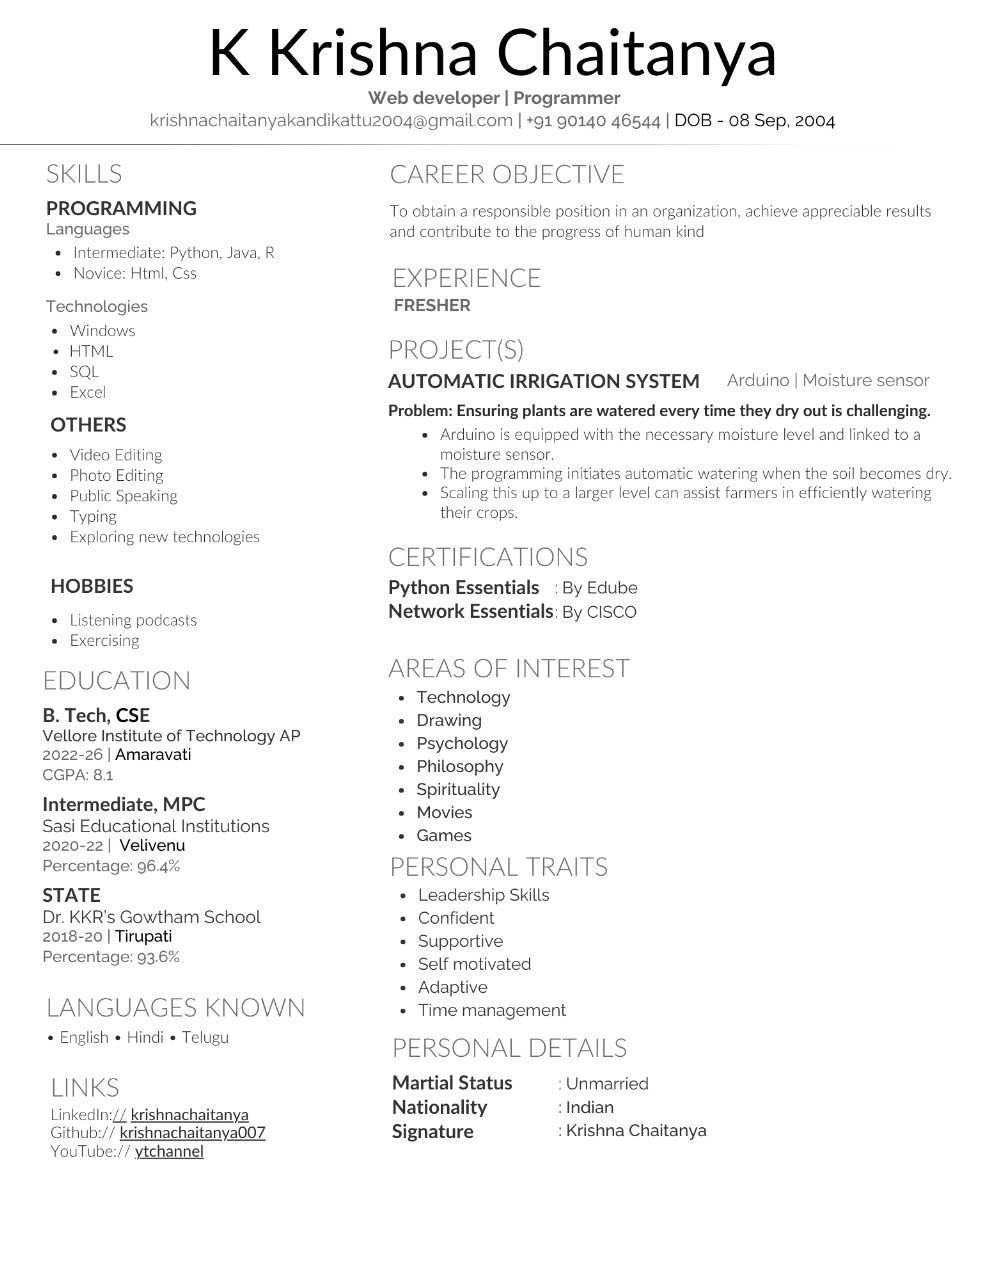 K Krishna Chaitanya
Web developer | Programmer
krishnachaitanyakandikattu2004@gmail.com | +91 90140 46544 | DOB - 08 Sep, 2004
SKILLS
PROGRAMMING
Languages
• Intermediate: Python, Java, R
• Novice: Html, Css
Technologies
• Windows
• HTML
• SQL
• Excel
OTHERS
• Video Editing
• Photo Editing
• Public Speaking
• Typing
• Exploring new technologies
HOBBIES
• Listening podcasts
• Exercising
EDUCATION
B. Tech, CSE
Vellore Institute of Technology AP
2022-26 | Amaravati
CGPA: 8.1
Intermediate, MPC
Sasi Educational Institutions
2020-22 | Velivenu
Percentage: 96.4%
STATE
Dr. KKR's Gowtham School
2018-20 | Tirupati
Percentage: 93.6%
LANGUAGES KNOWN
• English • Hindi • Telugu
LINKS
LinkedIn:// krishnachaitanya
Github:// krishnachaitanya007
YouTube:// ytchannel
CAREER OBJECTIVE
To obtain a responsible position in an organization, achieve appreciable results
and contribute to the progress of human kind
EXPERIENCE
FRESHER
PROJECT(S)
AUTOMATIC IRRIGATION SYSTEM Arduino | Moisture sensor
Problem: Ensuring plants are watered every time they dry out is challenging.
• Arduino is equipped with the necessary moisture level and linked to a
moisture sensor.
• The programming initiates automatic watering when the soil becomes dry.
• Scaling this up to a larger level can assist farmers in efficiently watering
their crops.
CERTIFICATIONS
Python Essentials : By Edube
Network Essentials: By CISCO
AREAS OF INTEREST
• Technology
• Drawing
• Psychology
• Philosophy
• Spirituality
• Movies
• Games
PERSONAL TRAITS
• Leadership Skills
• Confident
• Supportive
• Self motivated
• Adaptive
• Time management
PERSONAL DETAILS
Martial Status : Unmarried
Nationality : Indian
Signature : Krishna Chaitanya